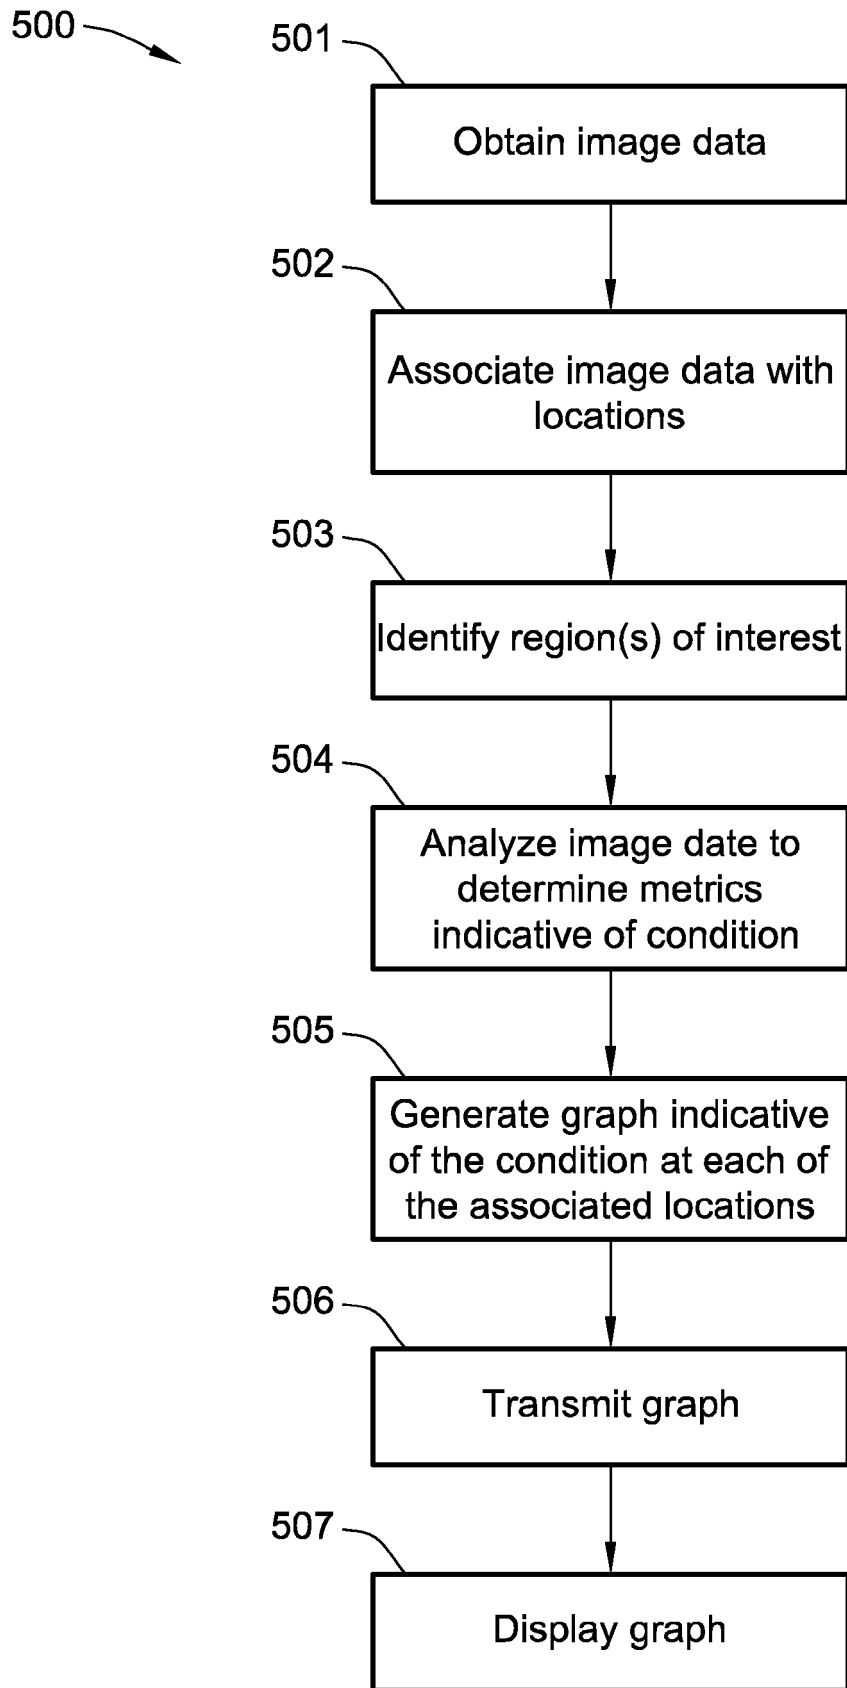 500
501
Obtain image data
502
Associate image data with
locations
503
Identify region(s) of interest
504
Analyze image date to
determine metrics
indicative of condition
505
Generate graph indicative
of the condition at each of
the associated locations
506
Transmit graph
507
Display graph